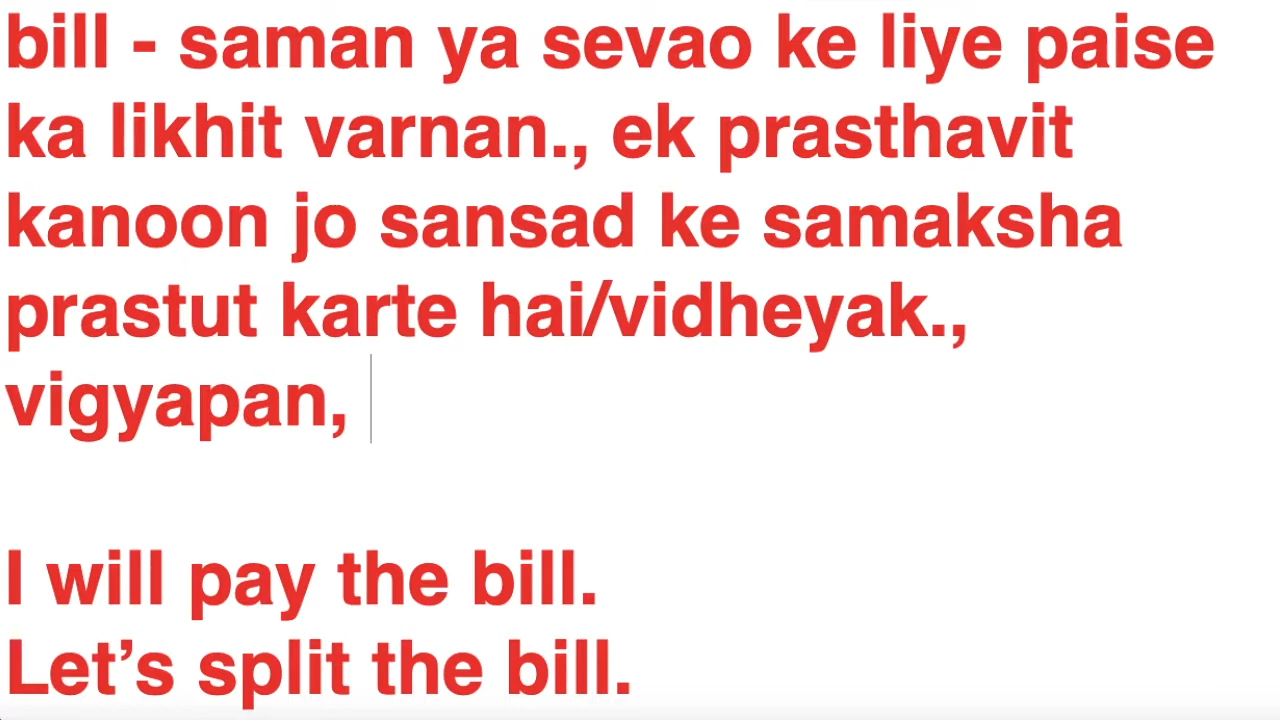 bill - saman ya sevao ke liye paise
ka likhit varnan., ek prasthavit
kanoon jo sansad ke samaksha
prastut karte hai/vidheyak.,
vigyapan,
I will pay the bill.
Let’s split the bill.